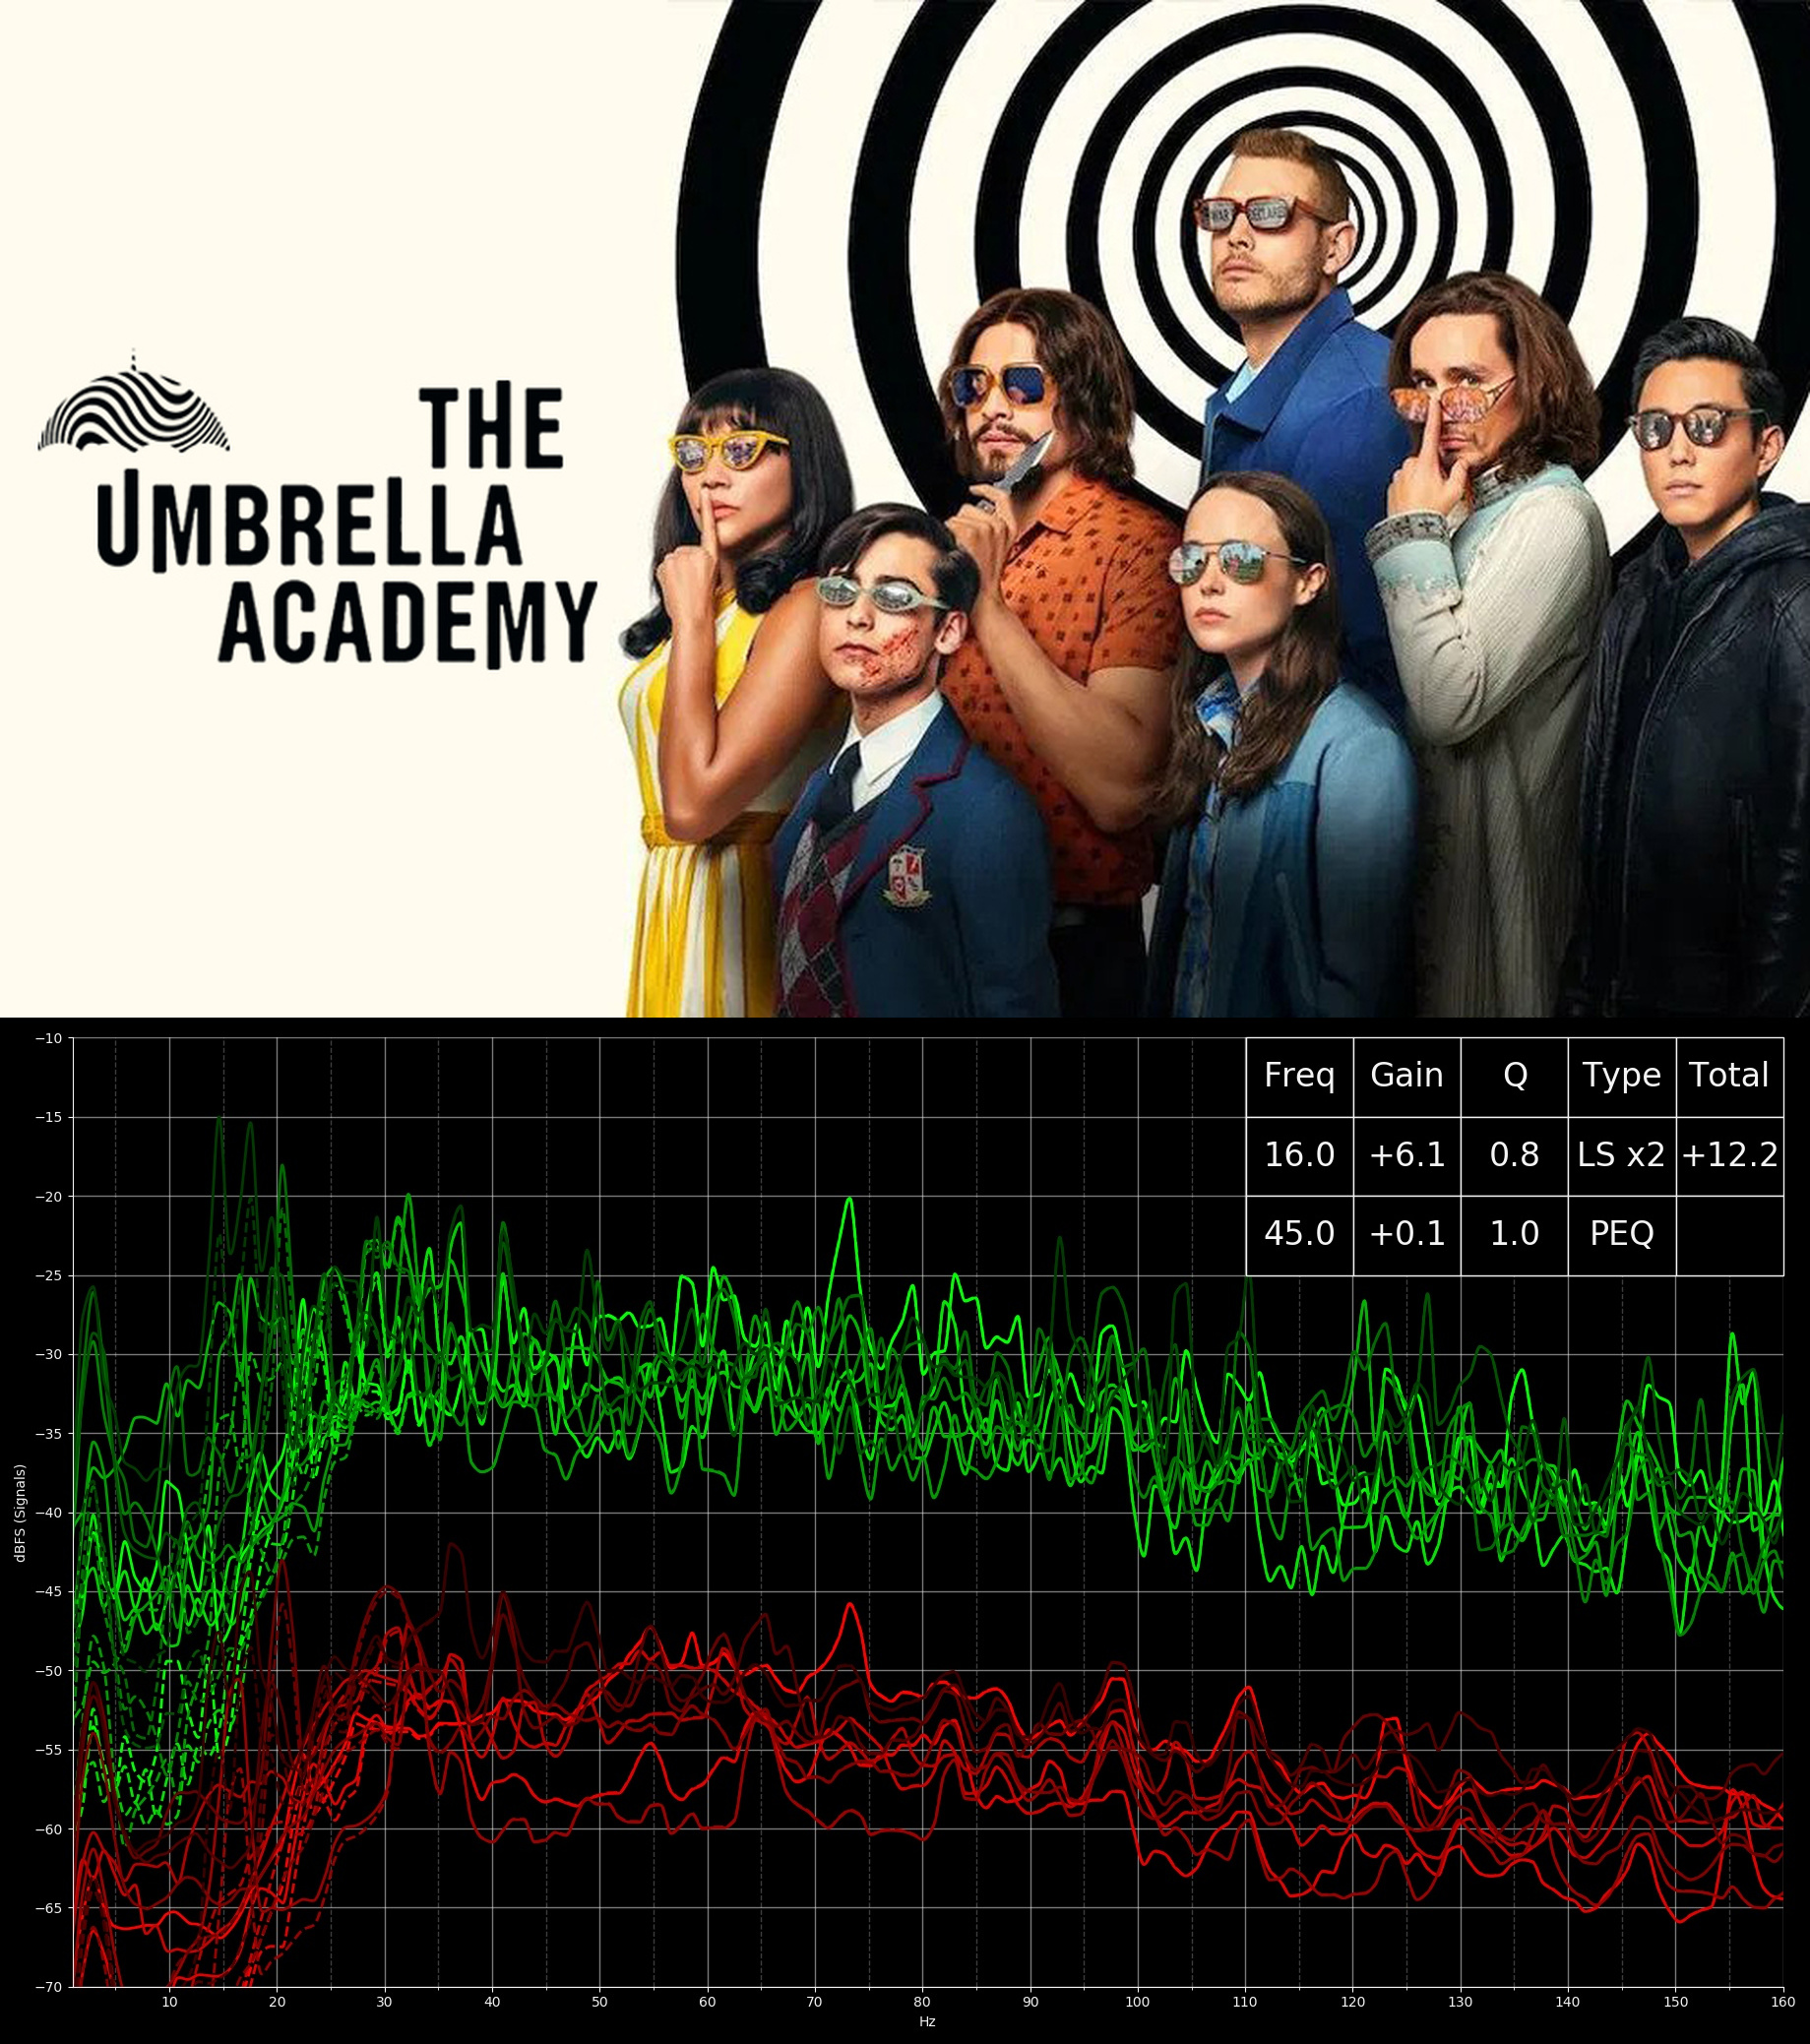 THE
UMBRELLA
ACADEMY
WAR DECLARED
Freq Gain Q Type Total
16.0 +6.1 0.8 LS x2 +12.2
45.0 +0.1 1.0 PEQ
−10
−15
−20
−25
−30
−35
−40
−45
−50
−55
−60
−65
−70
dBFS (Signals)
10 20 30 40 50 60 70 80 90 100 110 120 130 140 150 160
Hz